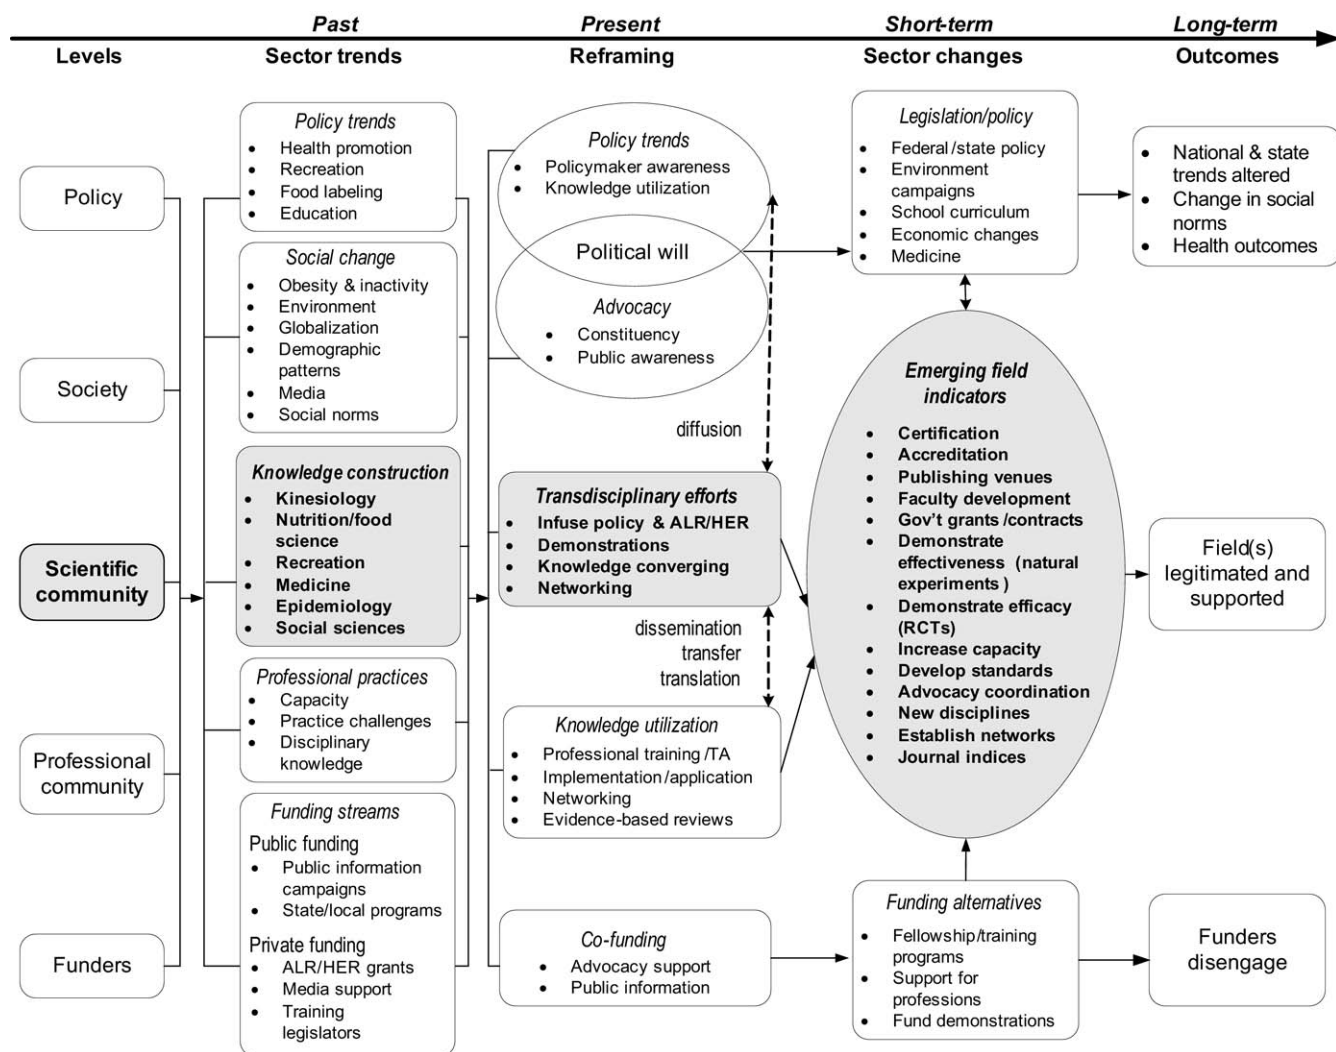 Past
Present
Short-term
Long-term
Levels
Sector trends
Reframing
Sector changes
Outcomes
Policy
Society
Scientific
community
Professional
community
Funders
Policy trends
• Health promotion
• Recreation
• Food labeling
• Education
Social change
• Obesity & inactivity
• Environment
• Globalization
• Demographic
patterns
• Media
• Social norms
Knowledge construction
• Kinesiology
• Nutrition/food
science
• Recreation
• Medicine
• Epidemiology
• Social sciences
Professional practices
• Capacity
• Practice challenges
• Disciplinary
knowledge
Funding streams
Public funding
• Public information
campaigns
• State/local programs
Private funding
• ALR/HER grants
• Media support
• Training
legislators
Policy trends
• Policymaker awareness
• Knowledge utilization
Political will
Advocacy
• Constituency
• Public awareness
diffusion
Transdisciplinary efforts
• Infuse policy & ALR/HER
• Demonstrations
• Knowledge converging
• Networking
dissemination
transfer
translation
Knowledge utilization
• Professional training /TA
• Implementation/application
• Networking
• Evidence-based reviews
Co-funding
• Advocacy support
• Public information
Legislation/policy
• Federal/state policy
• Environment
campaigns
• School curriculum
• Economic changes
• Medicine
Emerging field
indicators
• Certification
• Accreditation
• Publishing venues
• Faculty development
• Gov't grants /contracts
• Demonstrate
effectiveness (natural
experiments )
• Demonstrate efficacy
(RCTs)
• Increase capacity
• Develop standards
• Advocacy coordination
• New disciplines
• Establish networks
• Journal indices
Funding alternatives
• Fellowship/training
programs
• Support for
professions
• Fund demonstrations
• National & state
trends altered
• Change in social
norms
• Health outcomes
Field(s)
legitimated and
supported
Funders
disengage